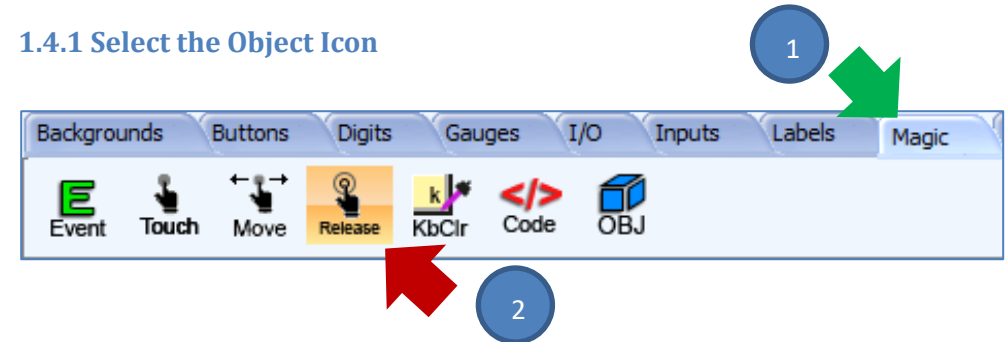 1.4.1 Select the Object Icon
1
Backgrounds Buttons Digits Gauges I/O Inputs Labels Magic
k
Event Touch Move Release KbClr Code OBJ
2